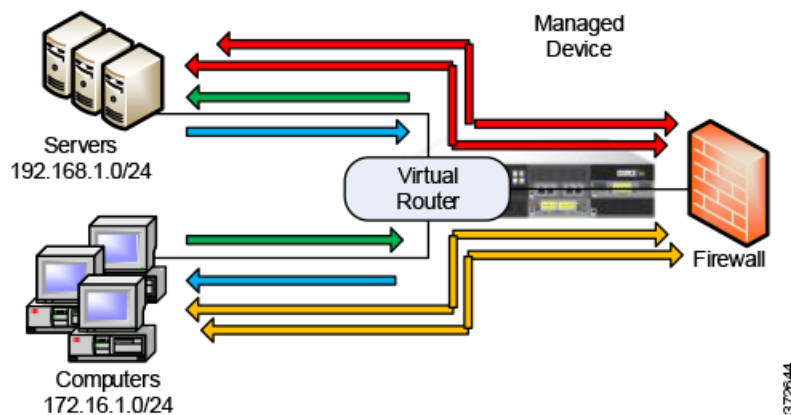 Managed
Device
Servers
192.168.1.0/24
Virtual
Router
Firewall
Computers
172.16.1.0/24
372644